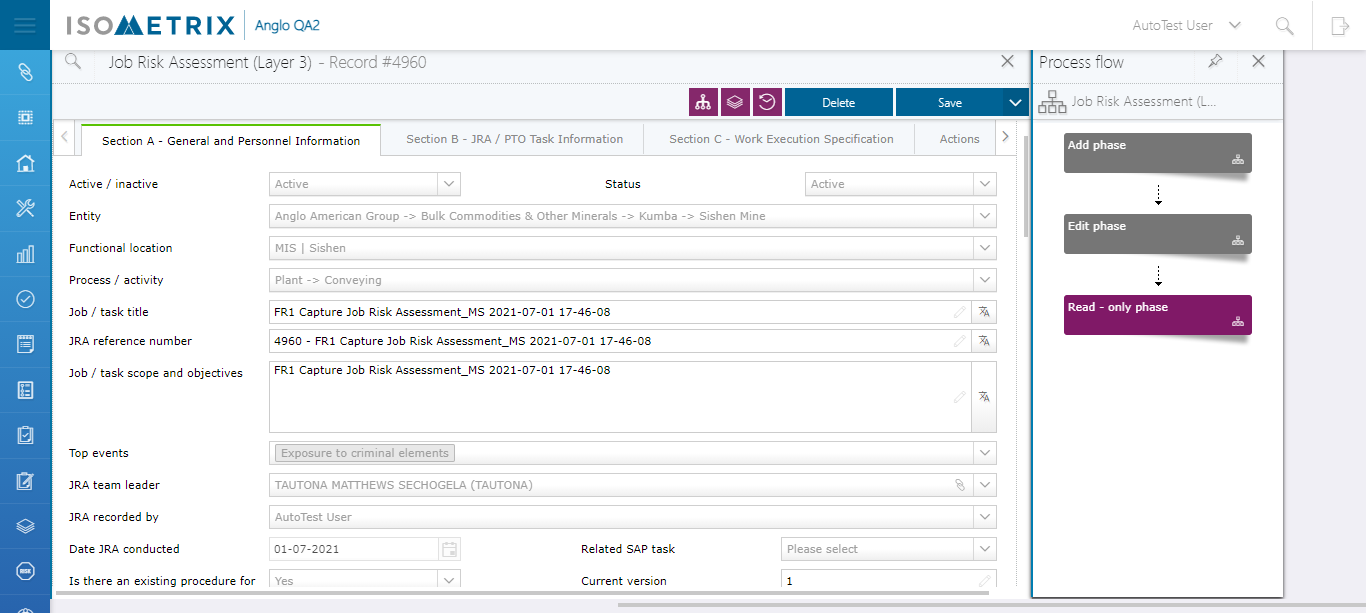 ISOMETRIX Anglo QA2 AutoTest User
Job Risk Assessment (Layer 3) - Record #4960
Process flow
Delete Save
Job Risk Assessment (L...
Section A - General and Personnel Information Section B - JRA / PTO Task Information Section C - Work Execution Specification Actions
Add phase
Edit phase
Read - only phase
Active / inactive Active Status Active
Entity Anglo American Group -> Bulk Commodities & Other Minerals -> Kumba -> Sishen Mine
Functional location MIS | Sishen
Process / activity Plant -> Conveying
Job / task title FR1 Capture Job Risk Assessment_MS 2021-07-01 17-46-08
JRA reference number 4960 - FR1 Capture Job Risk Assessment_MS 2021-07-01 17-46-08
Job / task scope and objectives FR1 Capture Job Risk Assessment_MS 2021-07-01 17-46-08
Top events Exposure to criminal elements
JRA team leader TAUTONA MATTHEWS SECHOGELA (TAUTONA)
JRA recorded by AutoTest User
Date JRA conducted 01-07-2021 Related SAP task Please select
Is there an existing procedure for Yes Current version 1